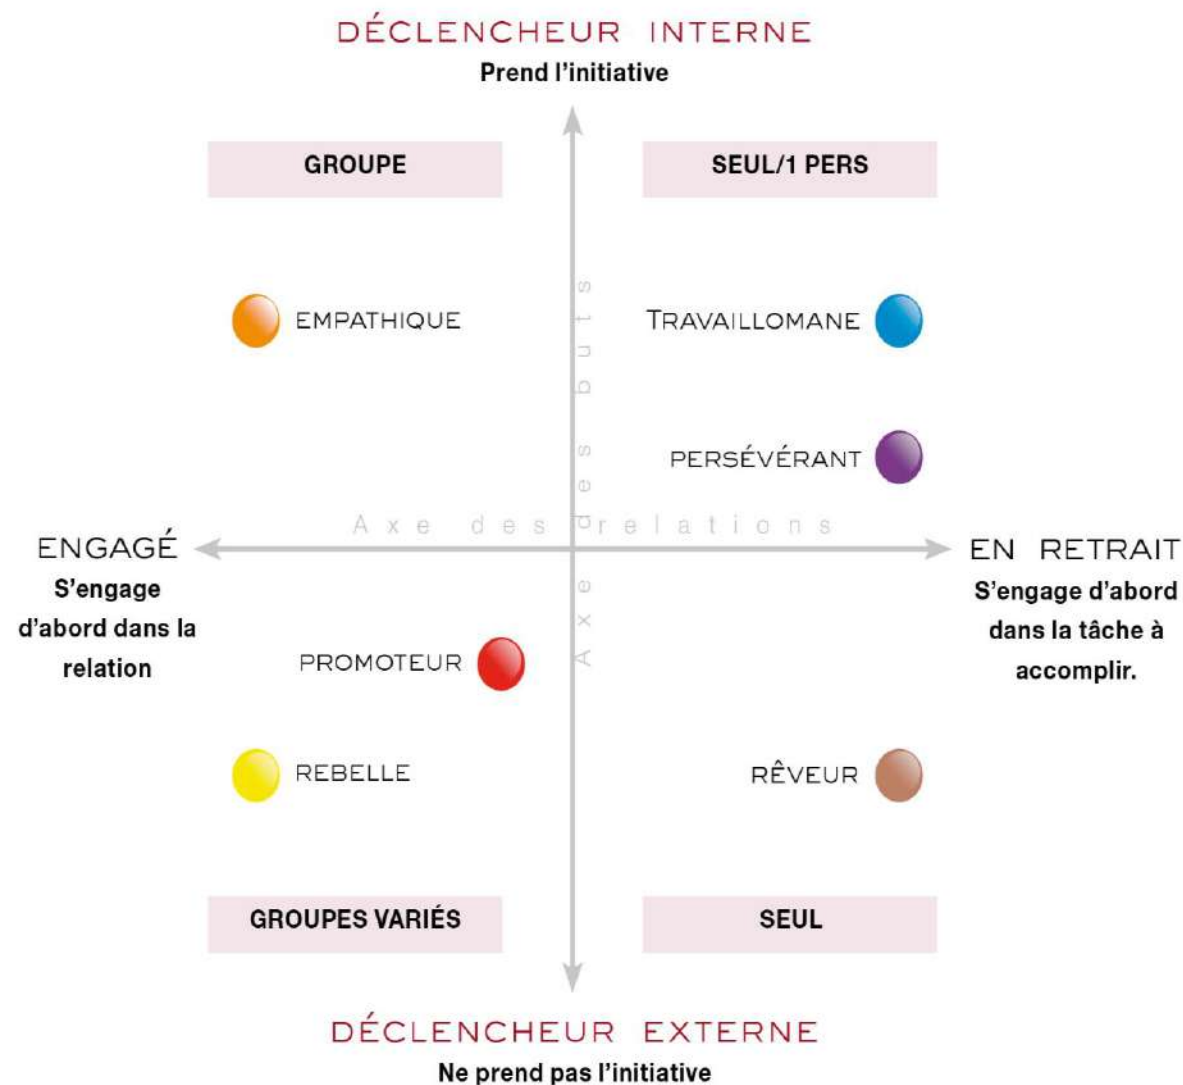 DÉCLENCHEUR INTERNE
Prend l'initiative
GROUPE
SEUL/1 PERS
EMPATHIQUE
TRAVAILLOMANE
PERSÉVÉRANT
Axe des buts
Axe des relations
ENGAGÉ
S'engage
d'abord dans la
relation
EN RETRAIT
S'engage d'abord
dans la tâche à
accomplir.
PROMOTEUR
REBELLE
RÊVEUR
GROUPES VARIÉS
SEUL
DÉCLENCHEUR EXTERNE
Ne prend pas l'initiative